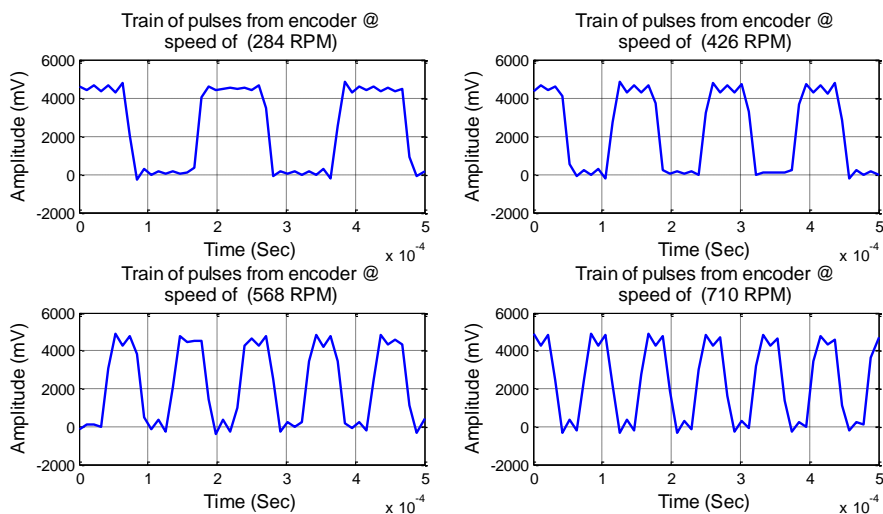 Train of pulses from encoder @
speed of (284 RPM)
6000
4000
2000
0
-2000
Amplitude (mV)
0 1 2 3 4 5
Time (Sec)
x 10-4
Train of pulses from encoder @
speed of (426 RPM)
6000
4000
2000
0
-2000
Amplitude (mV)
0 1 2 3 4 5
Time (Sec)
x 10-4
Train of pulses from encoder @
speed of (568 RPM)
6000
4000
2000
0
-2000
Amplitude (mV)
0 1 2 3 4 5
Time (Sec)
x 10-4
Train of pulses from encoder @
speed of (710 RPM)
6000
4000
2000
0
-2000
Amplitude (mV)
0 1 2 3 4 5
Time (Sec)
x 10-4